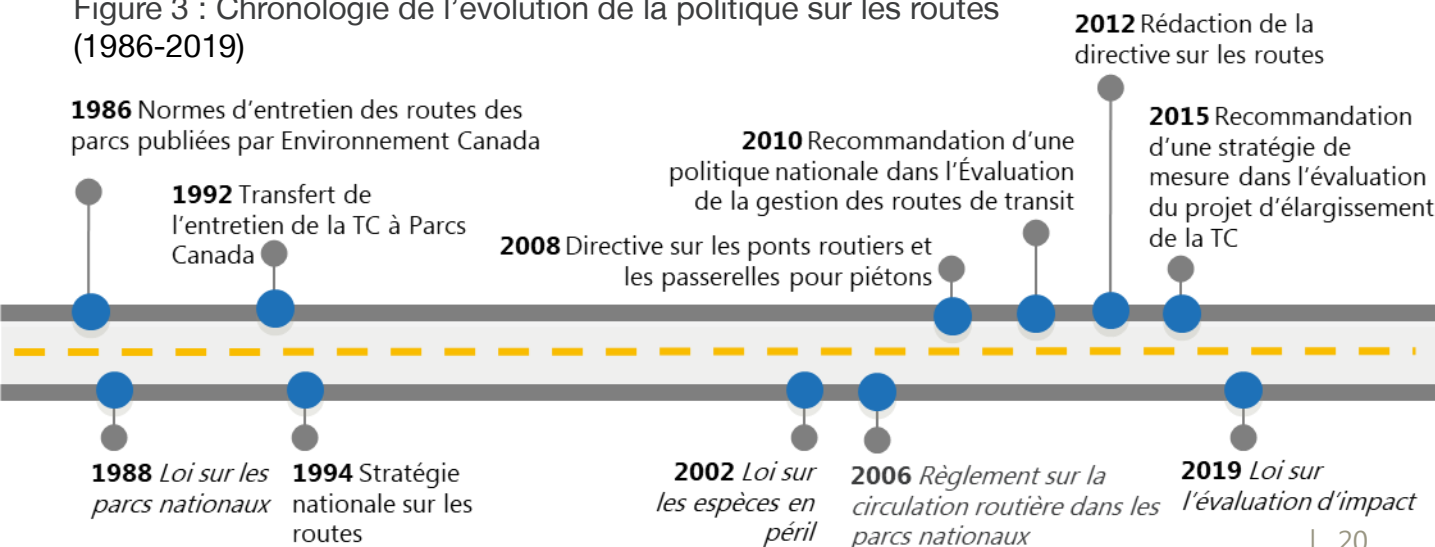 Figure 3 : Chronologie de l'évolution de la politique sur les routes
(1986-2019)
1986 Normes d'entretien des routes des
parcs publiées par Environnement Canada
1992 Transfert de
l'entretien de la TC à Parcs
Canada
2008 Directive sur les ponts routiers et
les passerelles pour piétons
2010 Recommandation d'une
politique nationale dans l'Évaluation
de la gestion des routes de transit
2012 Rédaction de la
directive sur les routes
2015 Recommandation
d'une stratégie de
mesure dans l'évaluation
du projet d'élargissement
de la TC
1988 Loi sur les
parcs nationaux
1994 Stratégie
nationale sur les
routes
2002 Loi sur
les espèces en
péril
2006 Règlement sur la
circulation routière dans les
parcs nationaux
2019 Loi sur
l'évaluation d'impact
| 20